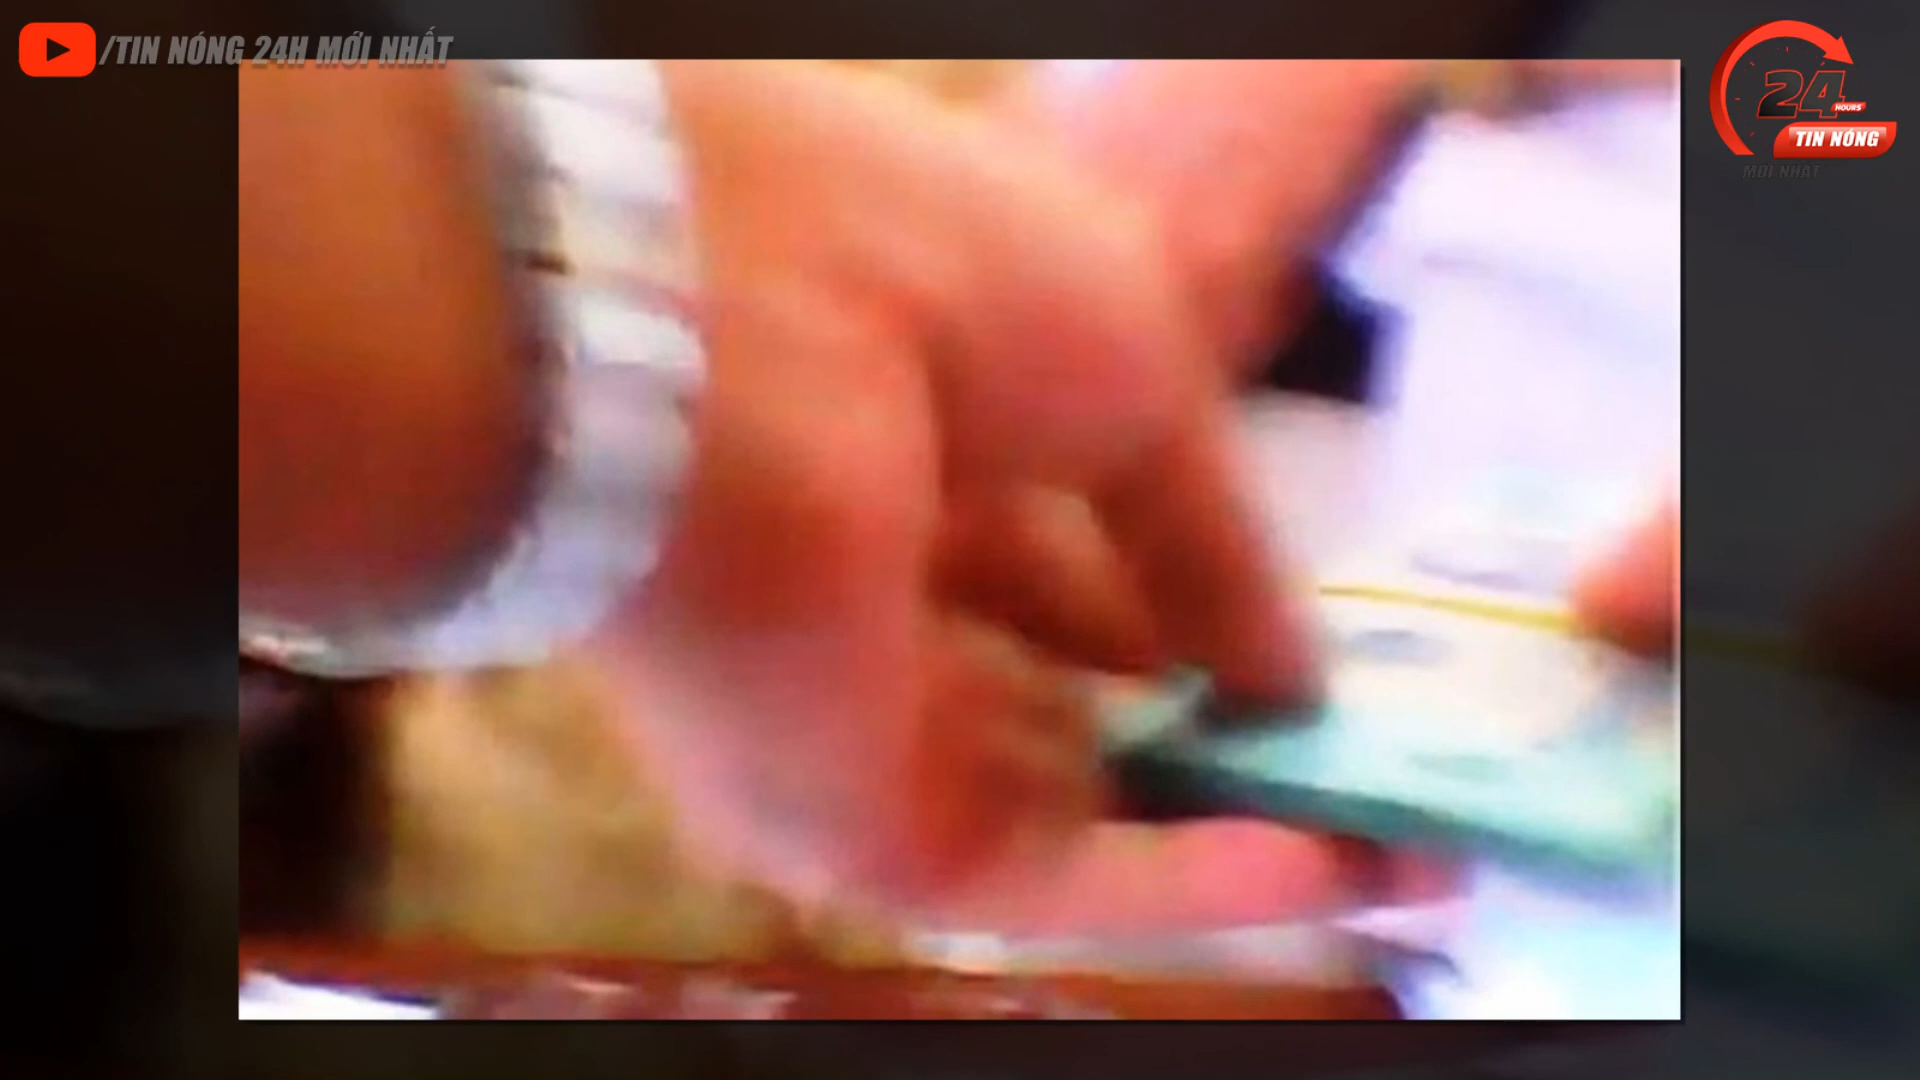 /TIN NÓNG 24H MỚI NHẤT
24
HOURS
TIN NÓNG
MỚI NHẤT